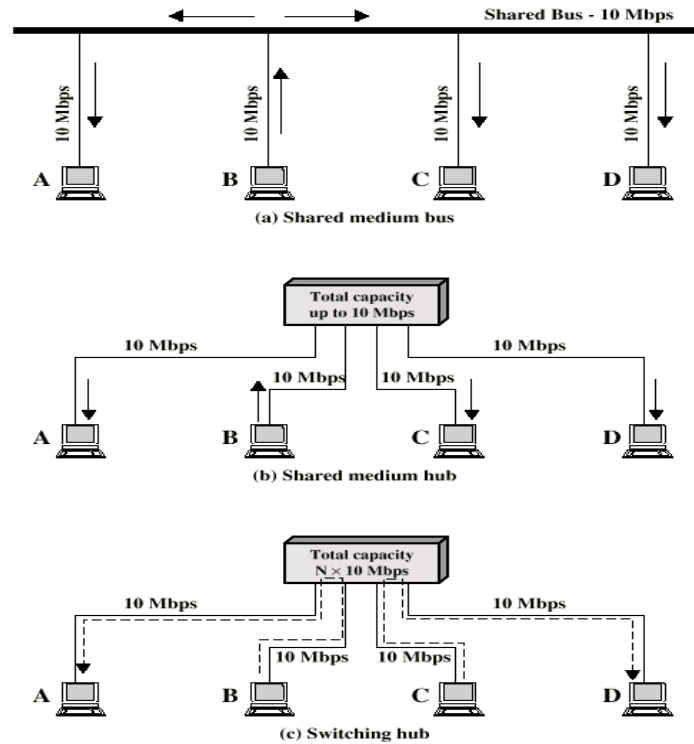 Shared Bus - 10 Mbps
10 Mbps
10 Mbps
10 Mbps
10 Mbps
A
B
C
D
(a) Shared medium bus
Total capacity
up to 10 Mbps
10 Mbps
10 Mbps
10 Mbps
10 Mbps
A
B
C
D
(b) Shared medium hub
Total capacity
N × 10 Mbps
10 Mbps
10 Mbps
10 Mbps
10 Mbps
A
B
C
D
(c) Switching hub